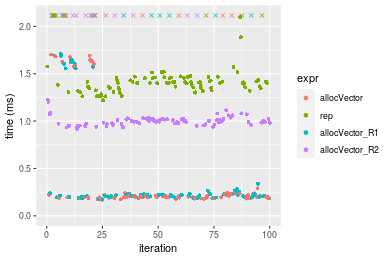 time (ms)
2.0
1.5
1.0
0.5
0.0
0
25
50
75
100
iteration
expr
allocVector
rep
allocVector_R1
allocVector_R2